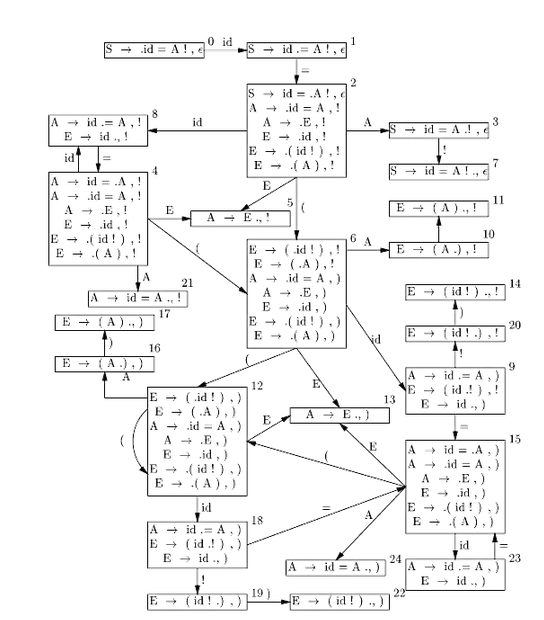 0 id 1
S → .id = A ! , ϵ
S → id .= A ! , ϵ
=
2
S → id = .A ! , ϵ
A → .id = A , !
A → .E , !
E → .id , !
E → .( id ! ) , !
E → .( A ) , !
id
A
8
A → id .= A , !
E → id ., !
3
S → id = A .! , ϵ
!
7
S → id = A ! ., ϵ
id
=
4
A → id = .A , !
A → .id = A , !
A → .E , !
E → .id , !
E → .( id ! ) , !
E → .( A ) , !
E
E
(
5
A → E ., !
11
E → ( A ) ., !
)
10
E → ( A .) , !
A
(
6
E → ( .id ! ) , !
E → ( .A ) , !
A → .id = A , )
A → .E , )
E → .id , )
E → .( id ! ) , )
E → .( A ) , )
A
21
A → id = A ., !
17
E → ( A ) ., )
)
16
E → ( A .) , )
A
14
E → ( id ! ) ., !
)
20
E → ( id ! .) , !
!
id
9
A → id .= A , )
E → ( id .! ) , !
E → id ., )
=
(
E
12
E → ( .id ! ) , )
E → ( .A ) , )
A → .id = A , )
A → .E , )
E → .id , )
E → .( id ! ) , )
E → .( A ) , )
(
E
13
A → E ., )
E
(
15
A → id = .A , )
A → .id = A , )
A → .E , )
E → .id , )
E → .( id ! ) , )
E → .( A ) , )
id
18
A → id .= A , )
E → ( id .! ) , )
E → id ., )
=
A
24
A → id = A ., )
id
=
23
A → id .= A , )
E → id ., )
!
19
E → ( id ! .) , )
)
22
E → ( id ! ) ., )